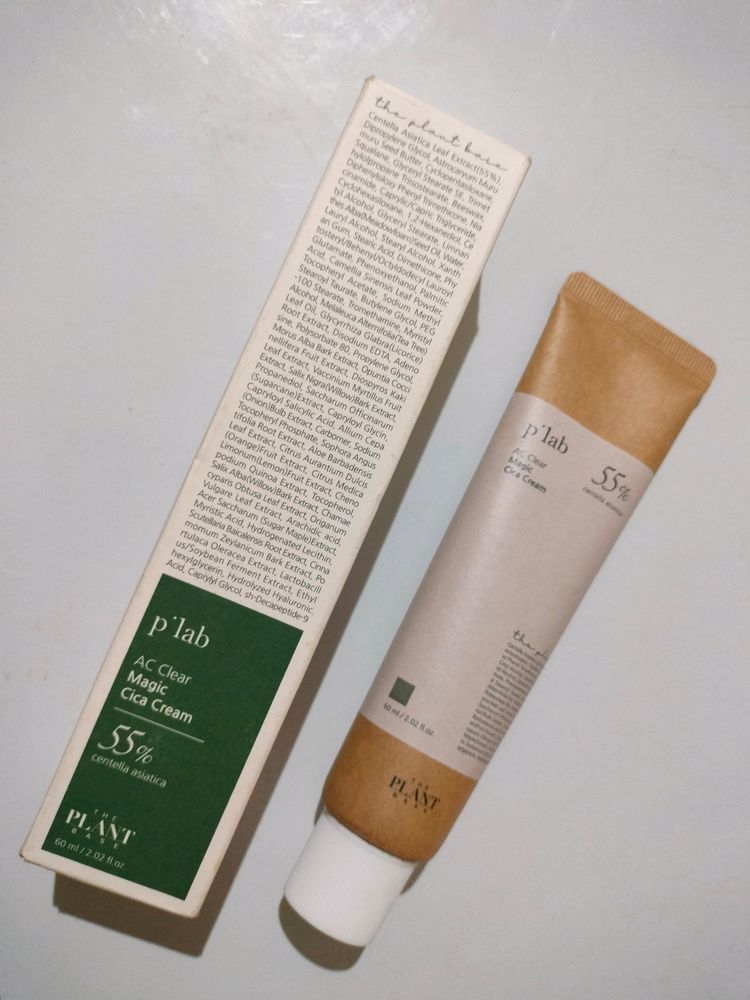 the plant base
Centella Asiatica Leaf Extract(55%),
Dipropylene Glycol, Astrocaryum Muru
muru Seed Butter, Cyclopentasiloxane
Squalane, Glyceryl Stearate SE, Trimet
hylolpropane Triisostearate, Beeswax,
Diphenylsiloxy Phenyl Trimethicone, Nia
cinamide, Caprylic/Capric Triglyceride
Cyclohexasiloxane, 1,2-Hexanediol, Ce
tyl Alcohol, Glyceryl Stearate, Limnan
thes Alba(Meadowfoam)Seed Oil, Water
Lauryl Alcohol, Stearyl Alcohol, Xanth
an Gum, Stearic Acid, Dimethicone, Phy
tosteryl/Behenyl/Octyldodecyl Lauroyl
Glutamate, Phenoxyethanol, Palmitic
Acid, Camellia Sinensis Leaf Powder,
Tocopheryl Acetate, Sodium Methyl
Stearoyl Taurate, Butylene Glycol, PEG
-100 Stearate, Tromethamine, Myristyl
Alcohol, Melaleuca Alternifolia(Tea Tree)
Leaf Oil, Glycyrrhiza Glabra(Licorice)
Root Extract, Disodium EDTA, Adeno
sine, Polysorbate 80, Propylene Glycol,
Morus Alba Bark Extract, Opuntia Cocci
nellifera Fruit Extract, Diospyros Kaki
Leaf Extract, Vaccinium Myrtillus Fruit
Extract, Salix Nigra(Willow)Bark Extract,
Propanediol, Saccharum Officinarum
(Sugarcane)Extract, Capryloyl Glycin,
Capryloyl Salicylic Acid, Allium Cepa
(Onion)Bulb Extract, Carbomer, Sodium
Tocopheryl Phosphate, Sophora Angus
tifolia Root Extract, Aloe Barbadensis
Leaf Extract, Citrus Aurantium Dulcis
(Orange)Fruit Extract, Citrus Medica
Limonum(Lemon)Fruit Extract, Cheno
podium Quinoa Extract, Tocopherol,
Salix Alba(Willow)Bark Extract, Chamae
cyparis Obtusa Leaf Extract, Origanum
Vulgare Leaf Extract, Arachidic acid,
Acer Saccharum (Sugar Maple)Extract,
Myristic Acid, Hydrogenated Lecithin,
Scutellaria Baicalensis Root Extract, Cinna
momum Zeylanicum Bark Extract, Po
rtulaca Oleracea Extract, Lactobacill
us/Soybean Ferment Extract, Ethyl
hexylglycerin, Hydrolyzed Hyaluronic
Acid, Caprylyl Glycol, sh-Decapeptide-9
p'lab
AC Clear
Magic
Cica Cream
55%
centella asiatica
THE
PLANT
BASE
60 ml / 2.02 fl.oz
p'lab
AC Clear
Magic
Cica Cream
55%
centella asiatica
the pl
60 ml / 2.02 fl.oz
THE
PLANT
BASE